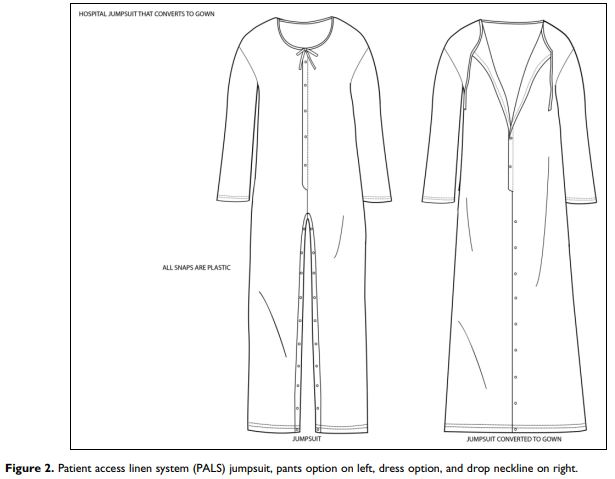 HOSPITAL JUMPSUIT THAT CONVERTS TO GOWN
ALL SNAPS ARE PLASTIC
JUMPSUIT
JUMPSUIT CONVERTED TO GOWN
Figure 2. Patient access linen system (PALS) jumpsuit, pants option on left, dress option, and drop neckline on right.